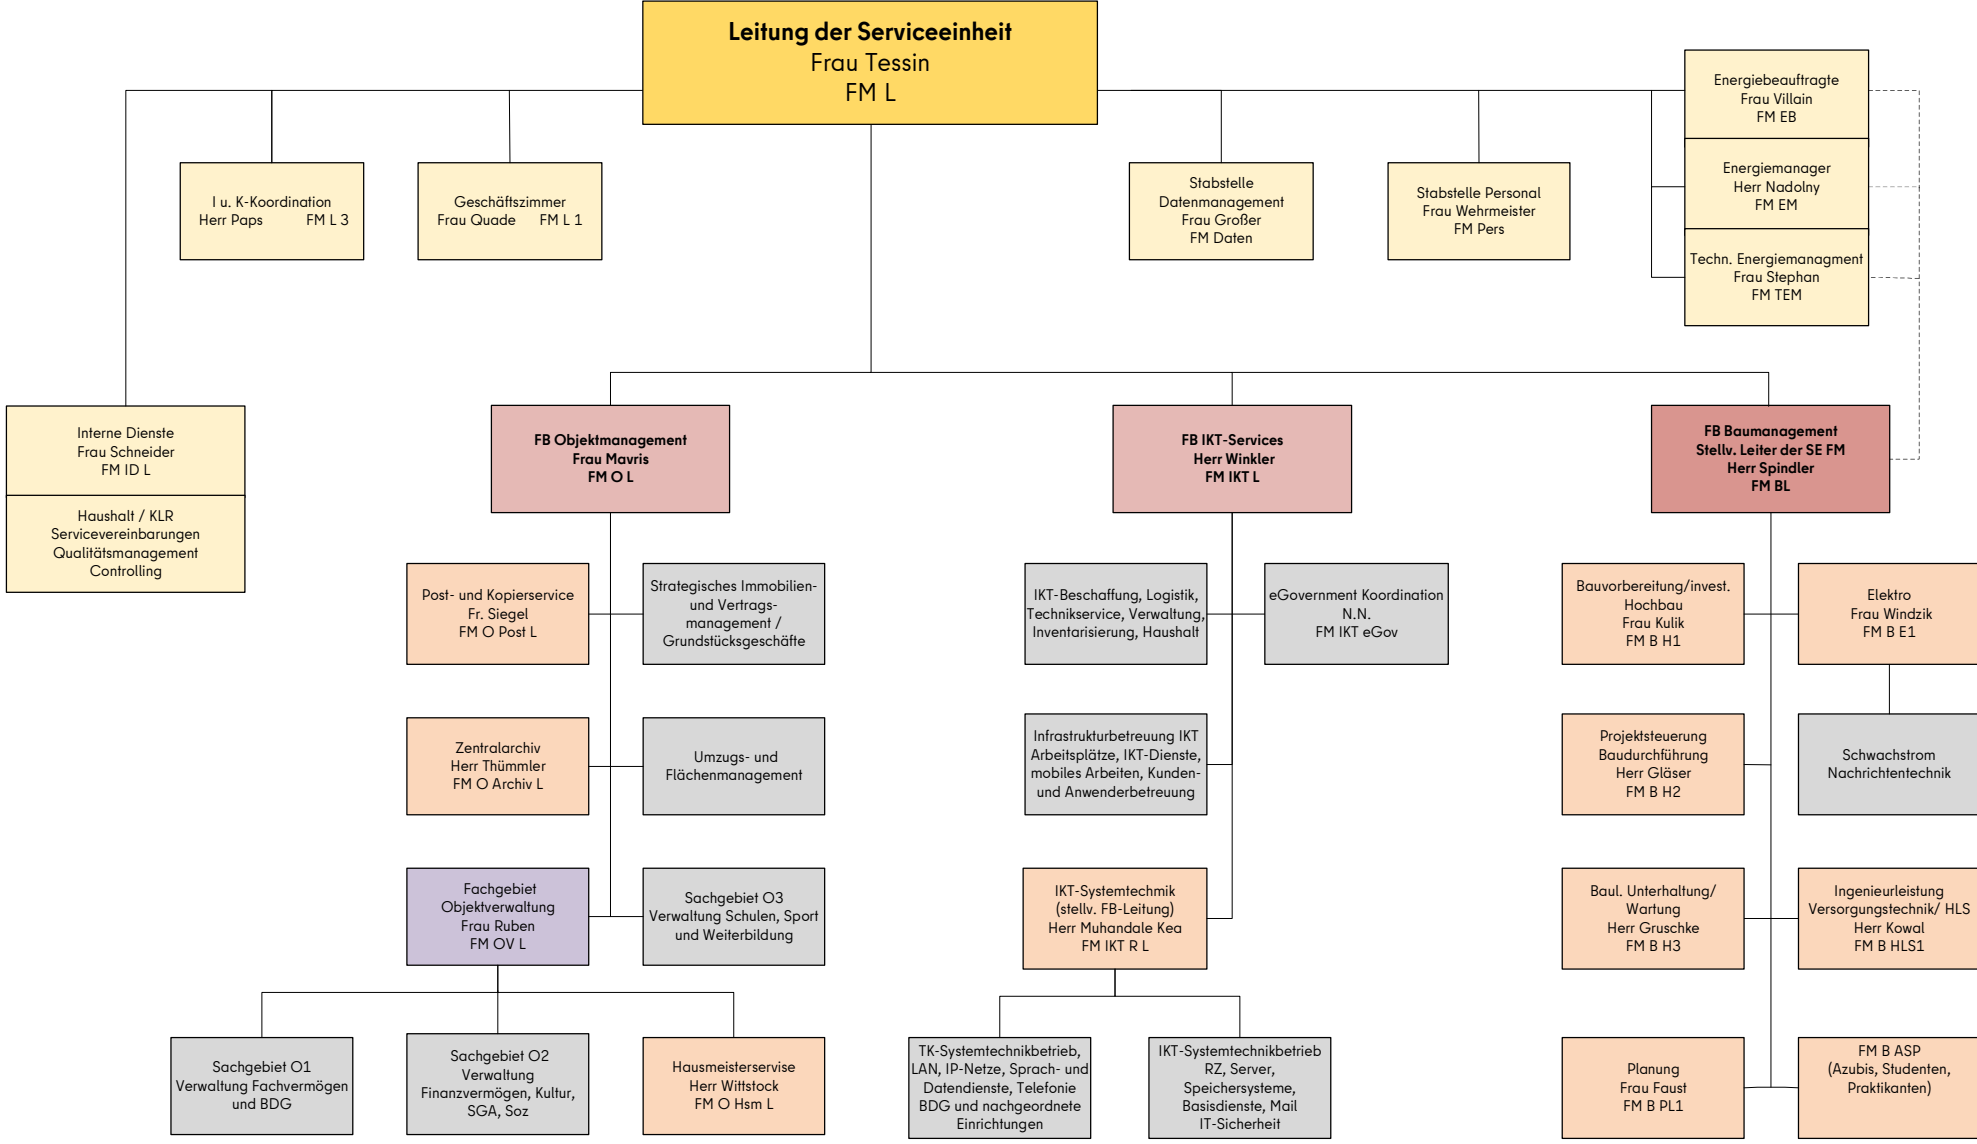 Leitung der Serviceeinheit
Frau Tessin
FM L
Energiebeauftragte
Frau Villain
FM EB
Energiemanager
Herr Nadolny
FM EM
Techn. Energiemanagment
Frau Stephan
FM TEM
I u. K-Koordination
Herr Paps FM L 3
Geschäftszimmer
Frau Quade FM L 1
Stabstelle
Datenmanagement
Frau Großer
FM Daten
Stabstelle Personal
Frau Wehrmeister
FM Pers
Interne Dienste
Frau Schneider
FM ID L
Haushalt / KLR
Servicevereinbarungen
Qualitätsmanagement
Controlling
FB Objektmanagement
Frau Mavris
FM O L
FB IKT-Services
Herr Winkler
FM IKT L
FB Baumanagement
Stellv. Leiter der SE FM
Herr Spindler
FM BL
Post- und Kopierservice
Fr. Siegel
FM O Post L
Strategisches Immobilien-
und Vertrags-
management /
Grundstücksgeschäfte
Zentralarchiv
Herr Thümmler
FM O Archiv L
Umzugs- und
Flächenmanagement
Fachgebiet
Objektverwaltung
Frau Ruben
FM OV L
Sachgebiet O3
Verwaltung Schulen, Sport
und Weiterbildung
Sachgebiet O1
Verwaltung Fachvermögen
und BDG
Sachgebiet O2
Verwaltung
Finanzvermögen, Kultur,
SGA, Soz
Hausmeisterservise
Herr Wittstock
FM O Hsm L
IKT-Beschaffung, Logistik,
Technikservice, Verwaltung,
Inventarisierung, Haushalt
eGovernment Koordination
N.N.
FM IKT eGov
Infrastrukturbetreuung IKT
Arbeitsplätze, IKT-Dienste,
mobiles Arbeiten, Kunden-
und Anwenderbetreuung
IKT-Systemtechmik
(stellv. FB-Leitung)
Herr Muhandale Kea
FM IKT R L
TK-Systemtechnikbetrieb,
LAN, IP-Netze, Sprach- und
Datendienste, Telefonie
BDG und nachgeordnete
Einrichtungen
IKT-Systemtechnikbetrieb
RZ, Server,
Speichersysteme,
Basisdienste, Mail
IT-Sicherheit
Bauvorbereitung/invest.
Hochbau
Frau Kulik
FM B H1
Elektro
Frau Windzik
FM B E1
Projektsteuerung
Baudurchführung
Herr Gläser
FM B H2
Schwachstrom
Nachrichtentechnik
Baul. Unterhaltung/
Wartung
Herr Gruschke
FM B H3
Ingenieurleistung
Versorgungstechnik/ HLS
Herr Kowal
FM B HLS1
Planung
Frau Faust
FM B PL1
FM B ASP
(Azubis, Studenten,
Praktikanten)